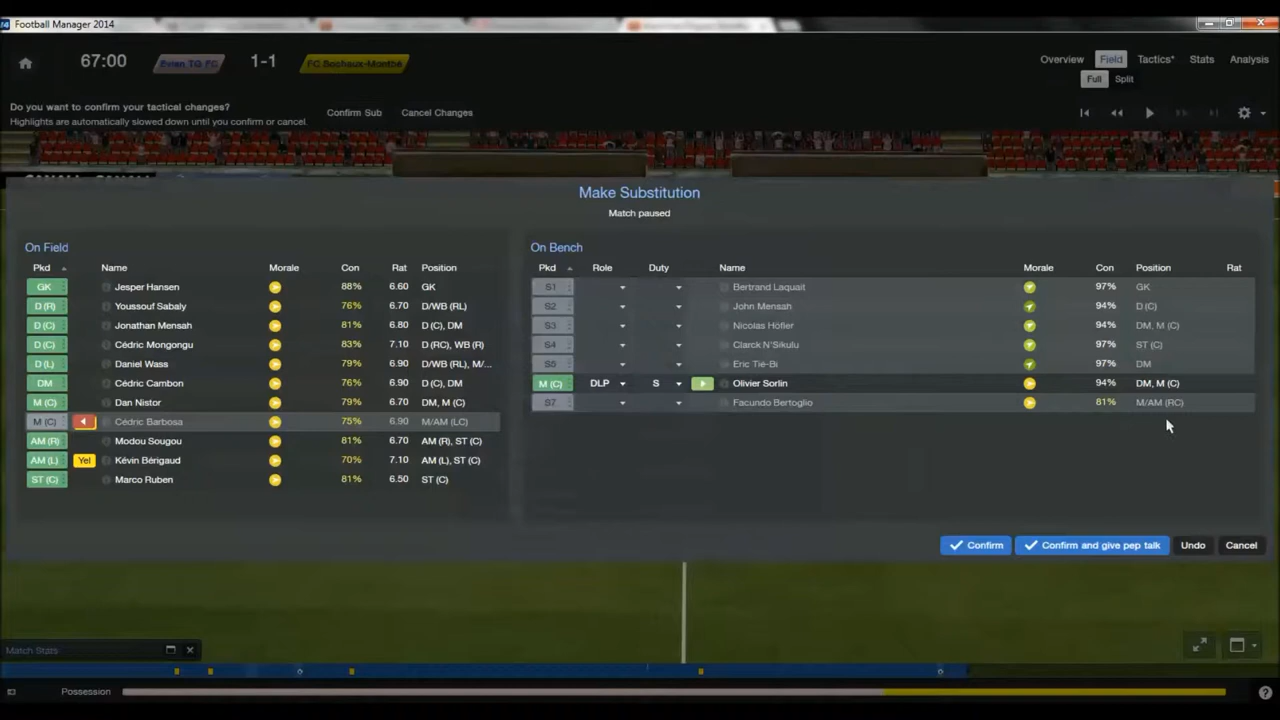 Football Manager 2014
67:00 Evian TG FC 1-1 FC Sochaux-Montbé
Overview Field Tactics* Stats Analysis
Full Split
Do you want to confirm your tactical changes?
Highlights are automatically slowed down until you confirm or cancel.
Confirm Sub Cancel Changes
Make Substitution
Match paused
On Field
Pkd Name Morale Con Rat Position
GK Jesper Hansen 88% 6.60 GK
D (R) Youssouf Sabaly 76% 6.70 D/WB (RL)
D (C) Jonathan Mensah 81% 6.80 D (C), DM
D (C) Cédric Mongongu 83% 7.10 D (RC), WB (R)
D (L) Daniel Wass 79% 6.90 D/WB (RL), M/...
DM Cédric Cambon 76% 6.90 D (C), DM
M (C) Dan Nistor 79% 6.70 DM, M (C)
M (C) Cédric Barbosa 75% 6.90 M/AM (LC)
AM (R) Modou Sougou 81% 6.70 AM (R), ST (C)
AM (L) Yel Kévin Bérigaud 70% 7.10 AM (L), ST (C)
ST (C) Marco Ruben 81% 6.50 ST (C)
On Bench
Pkd Role Duty Name Morale Con Position Rat
S1 Bertrand Laquait 97% GK
S2 John Mensah 94% D (C)
S3 Nicolas Höfler 94% DM, M (C)
S4 Clarck N'Sikulu 97% ST (C)
S5 Eric Tié-Bi 97% DM
M (C) DLP S Olivier Sorlin 94% DM, M (C)
S7 Facundo Bertoglio 81% M/AM (RC)
Confirm Confirm and give pep talk Undo Cancel
Match Stats
Possession